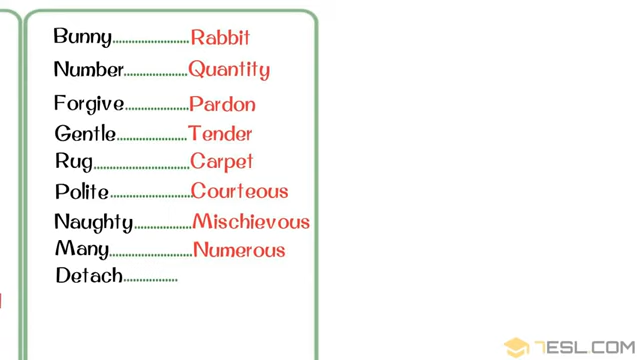 Bunny..........................Rabbit
Number......................Quantity
Forgive......................Pardon
Gentle........................Tender
Rug.................................Carpet
Polite............................Courteous
Naughty....................Mischievous
Many............................Numerous
Detach...................
7ESL.COM